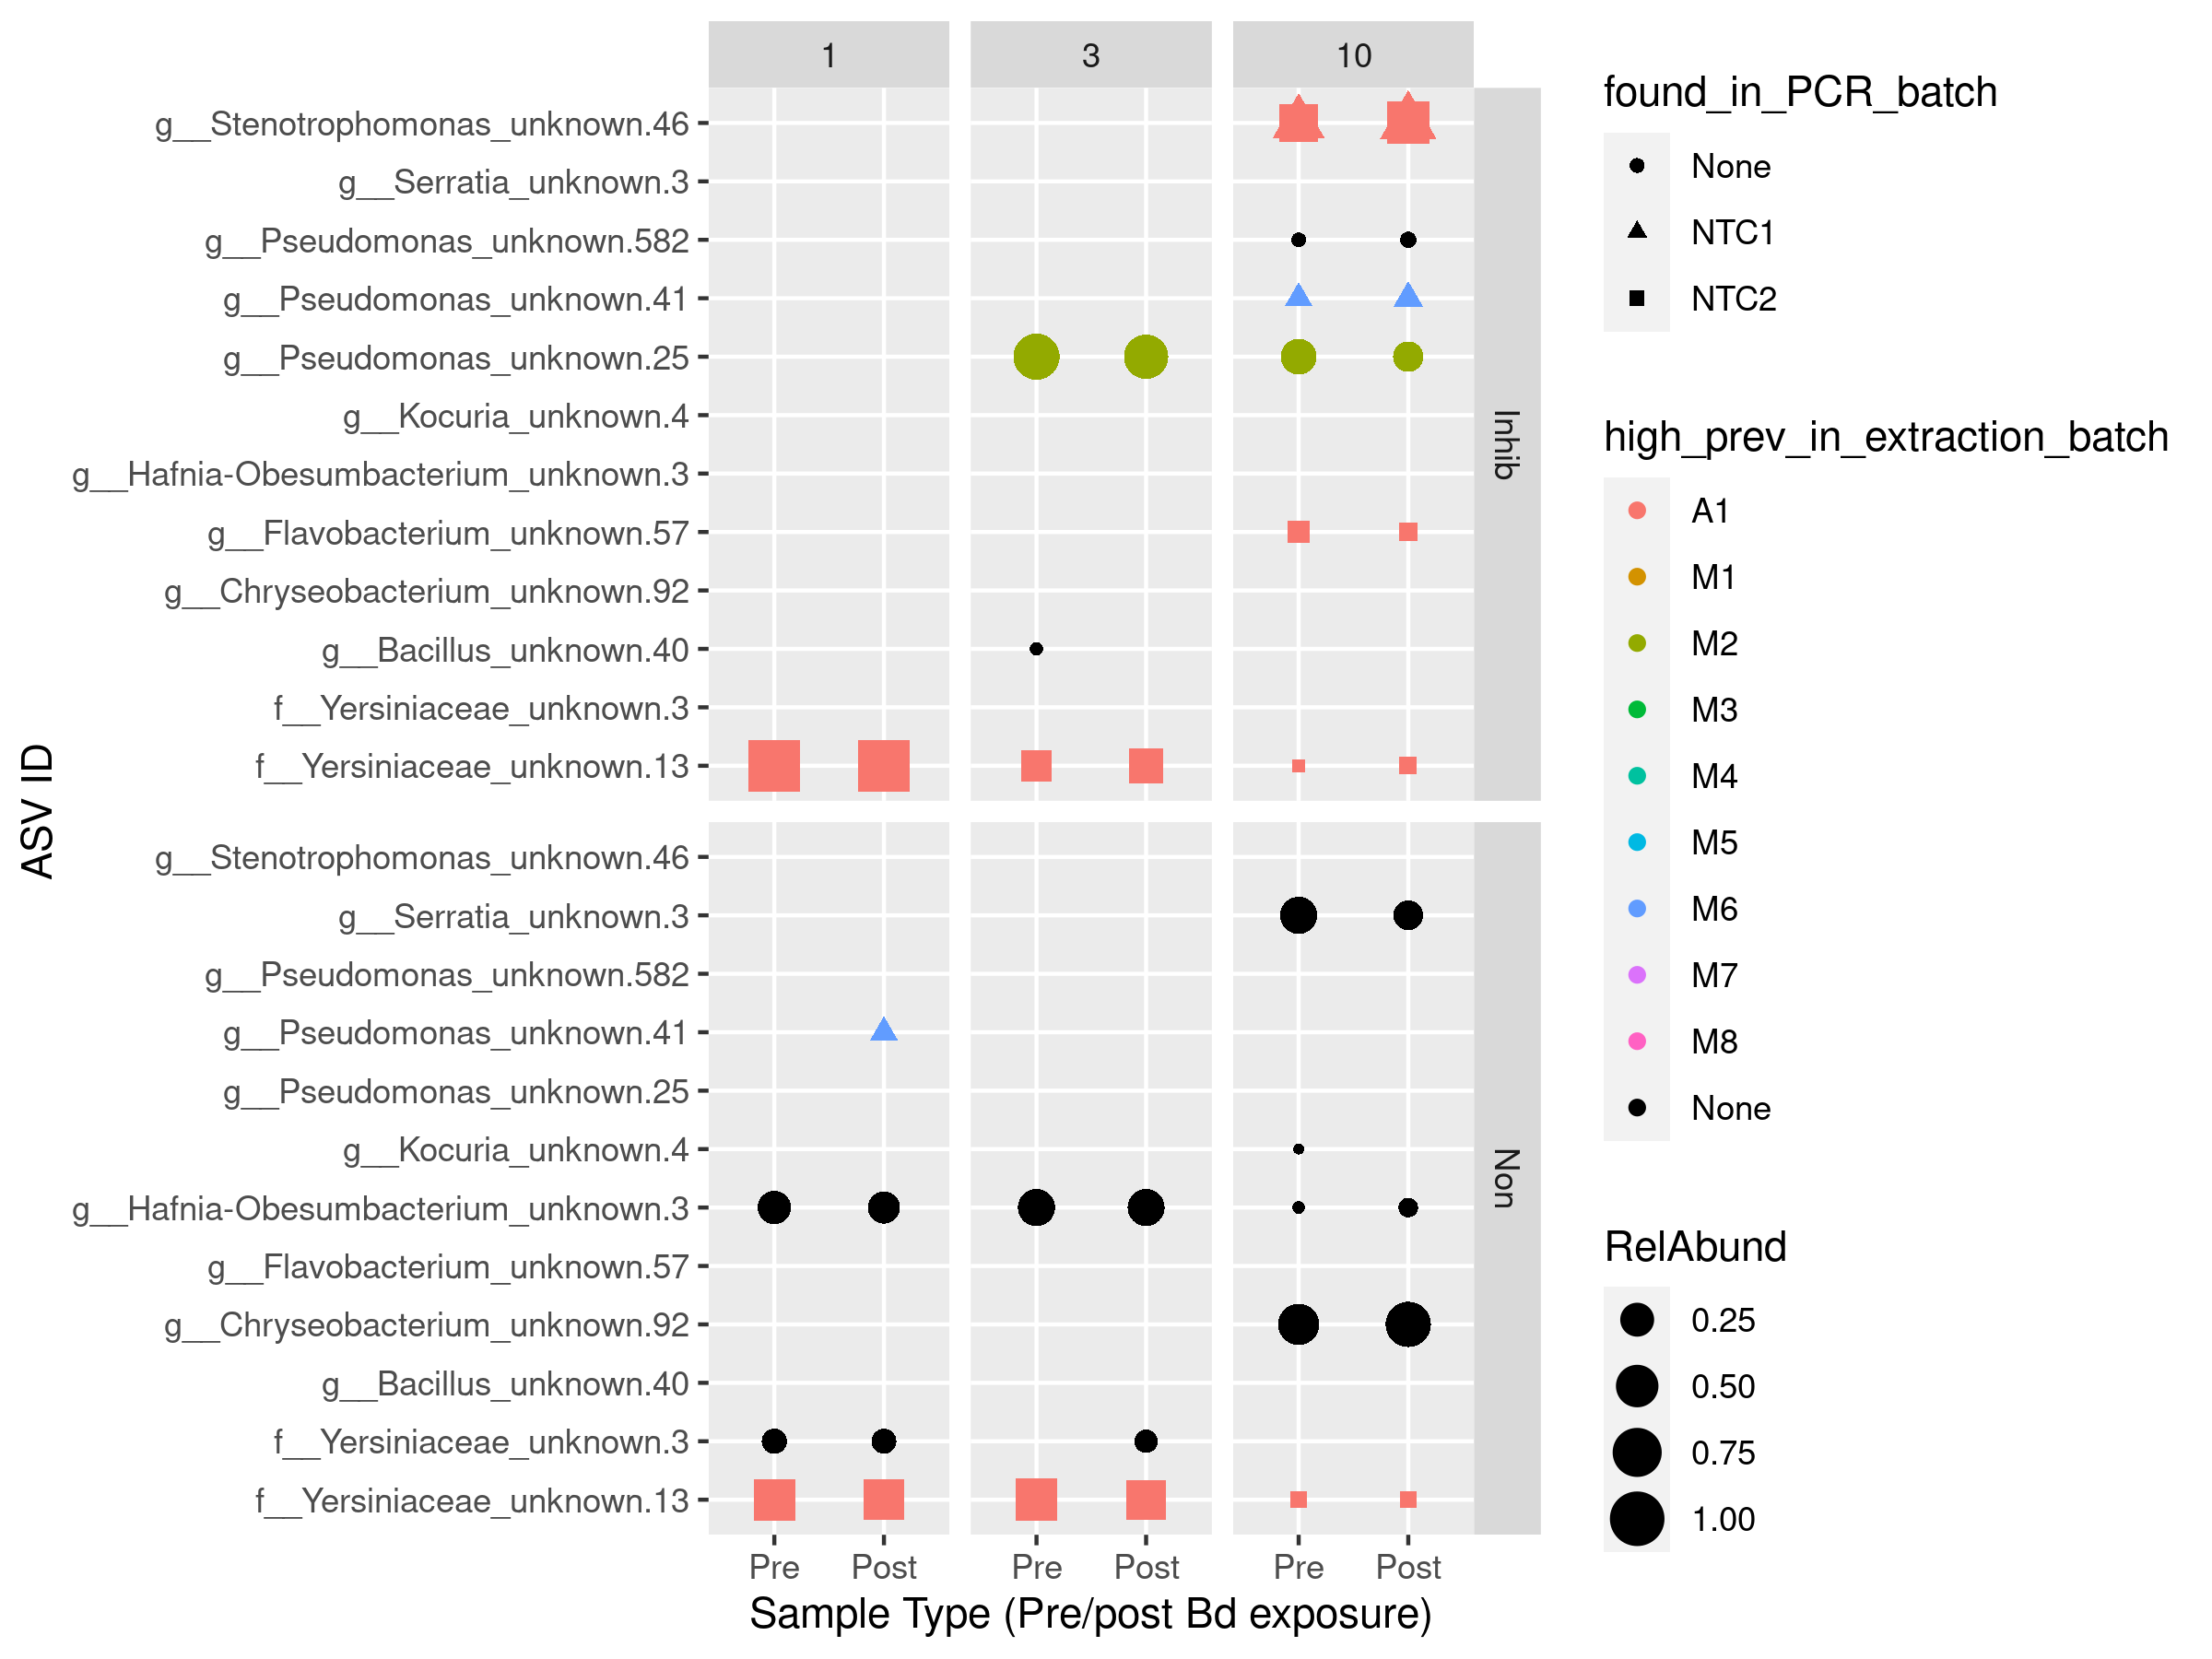 1
3
10
g__Stenotrophomonas_unknown.46
g__Serratia_unknown.3
g__Pseudomonas_unknown.582
g__Pseudomonas_unknown.41
g__Pseudomonas_unknown.25
g__Kocuria_unknown.4
g__Hafnia-Obesumbacterium_unknown.3
g__Flavobacterium_unknown.57
g__Chryseobacterium_unknown.92
g__Bacillus_unknown.40
f__Yersiniaceae_unknown.3
f__Yersiniaceae_unknown.13
Inhib
g__Stenotrophomonas_unknown.46
g__Serratia_unknown.3
g__Pseudomonas_unknown.582
g__Pseudomonas_unknown.41
g__Pseudomonas_unknown.25
g__Kocuria_unknown.4
g__Hafnia-Obesumbacterium_unknown.3
g__Flavobacterium_unknown.57
g__Chryseobacterium_unknown.92
g__Bacillus_unknown.40
f__Yersiniaceae_unknown.3
f__Yersiniaceae_unknown.13
Non
ASV ID
Pre
Post
Pre
Post
Pre
Post
Sample Type (Pre/post Bd exposure)
found_in_PCR_batch
None
NTC1
NTC2
high_prev_in_extraction_batch
A1
M1
M2
M3
M4
M5
M6
M7
M8
None
RelAbund
0.25
0.50
0.75
1.00